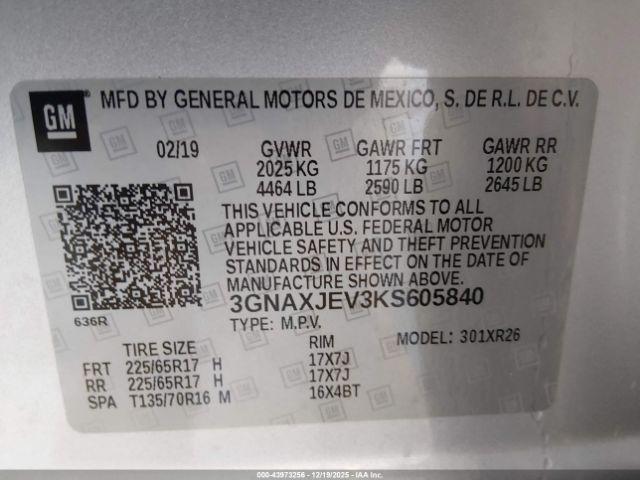 GM ®
MFD BY GENERAL MOTORS DE MEXICO, S. DE R.L. DE C.V.
02/19 GVWR GAWR FRT GAWR RR
2025 KG 1175 KG 1200 KG
4464 LB 2590 LB 2645 LB
THIS VEHICLE CONFORMS TO ALL
APPLICABLE U.S. FEDERAL MOTOR
VEHICLE SAFETY AND THEFT PREVENTION
STANDARDS IN EFFECT ON THE DATE OF
MANUFACTURE SHOWN ABOVE.
3GNAXJEV3KS605840
636R
TYPE: M.P.V. MODEL: 301XR26
TIRE SIZE RIM
FRT 225/65R17 H 17X7J
RR 225/65R17 H 17X7J
SPA T135/70R16 M 16X4BT
000-43973256 - 12/19/2025 - IAA Inc.